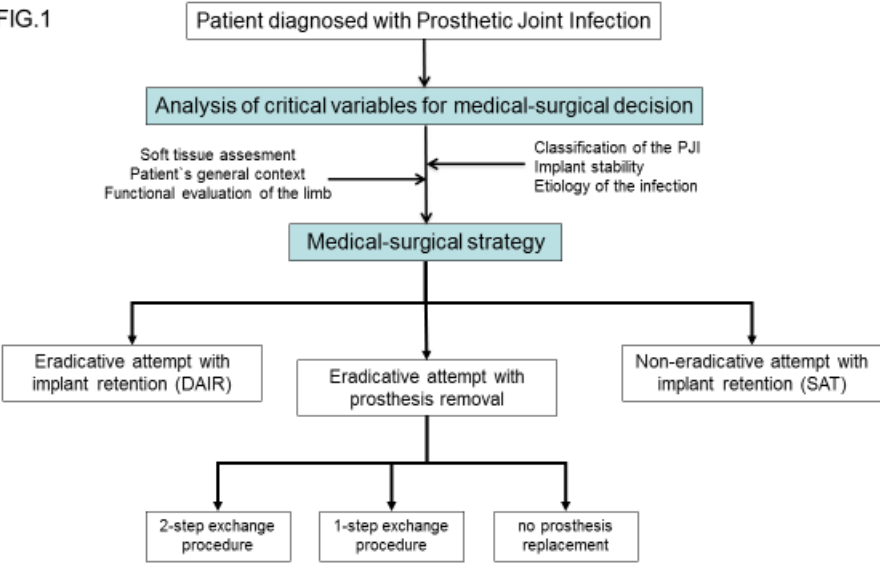 FIG.1
Patient diagnosed with Prosthetic Joint Infection
Analysis of critical variables for medical-surgical decision
Soft tissue assesment
Patient`s general context
Functional evaluation of the limb
Classification of the PJI
Implant stability
Etiology of the infection
Medical-surgical strategy
Eradicative attempt with
implant retention (DAIR)
Eradicative attempt with
prosthesis removal
Non-eradicative attempt with
implant retention (SAT)
2-step exchange
procedure
1-step exchange
procedure
no prosthesis
replacement